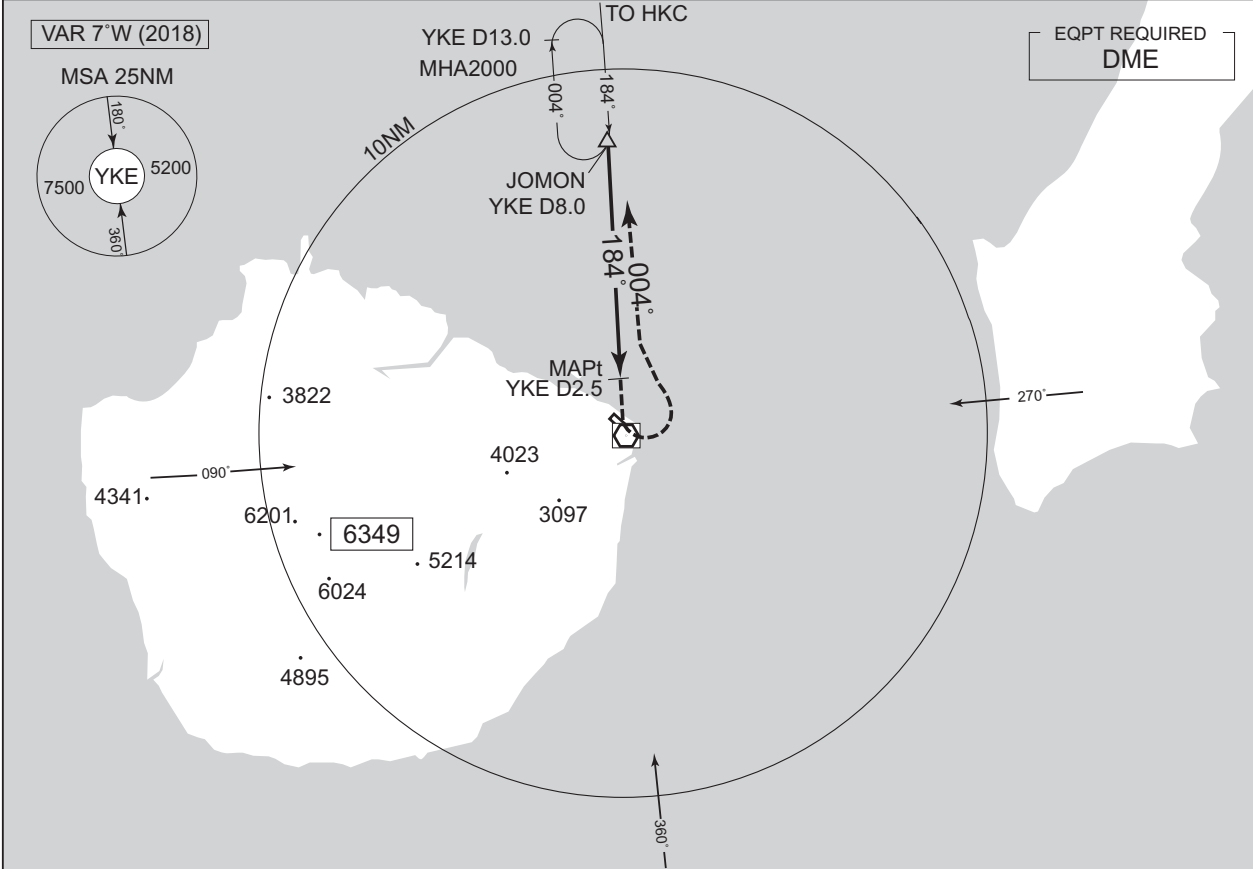 VAR 7˚W (2018)
MSA 25NM
180˚
7500
YKE
5200
360˚
TO HKC
YKE D13.0
MHA2000
004˚
184˚
EQPT REQUIRED
DME
10NM
JOMON
YKE D8.0
184˚
004˚
MAPt
YKE D2.5
3822
270˚
4023
090˚
4341
3097
6201
6349
5214
6024
4895
360˚